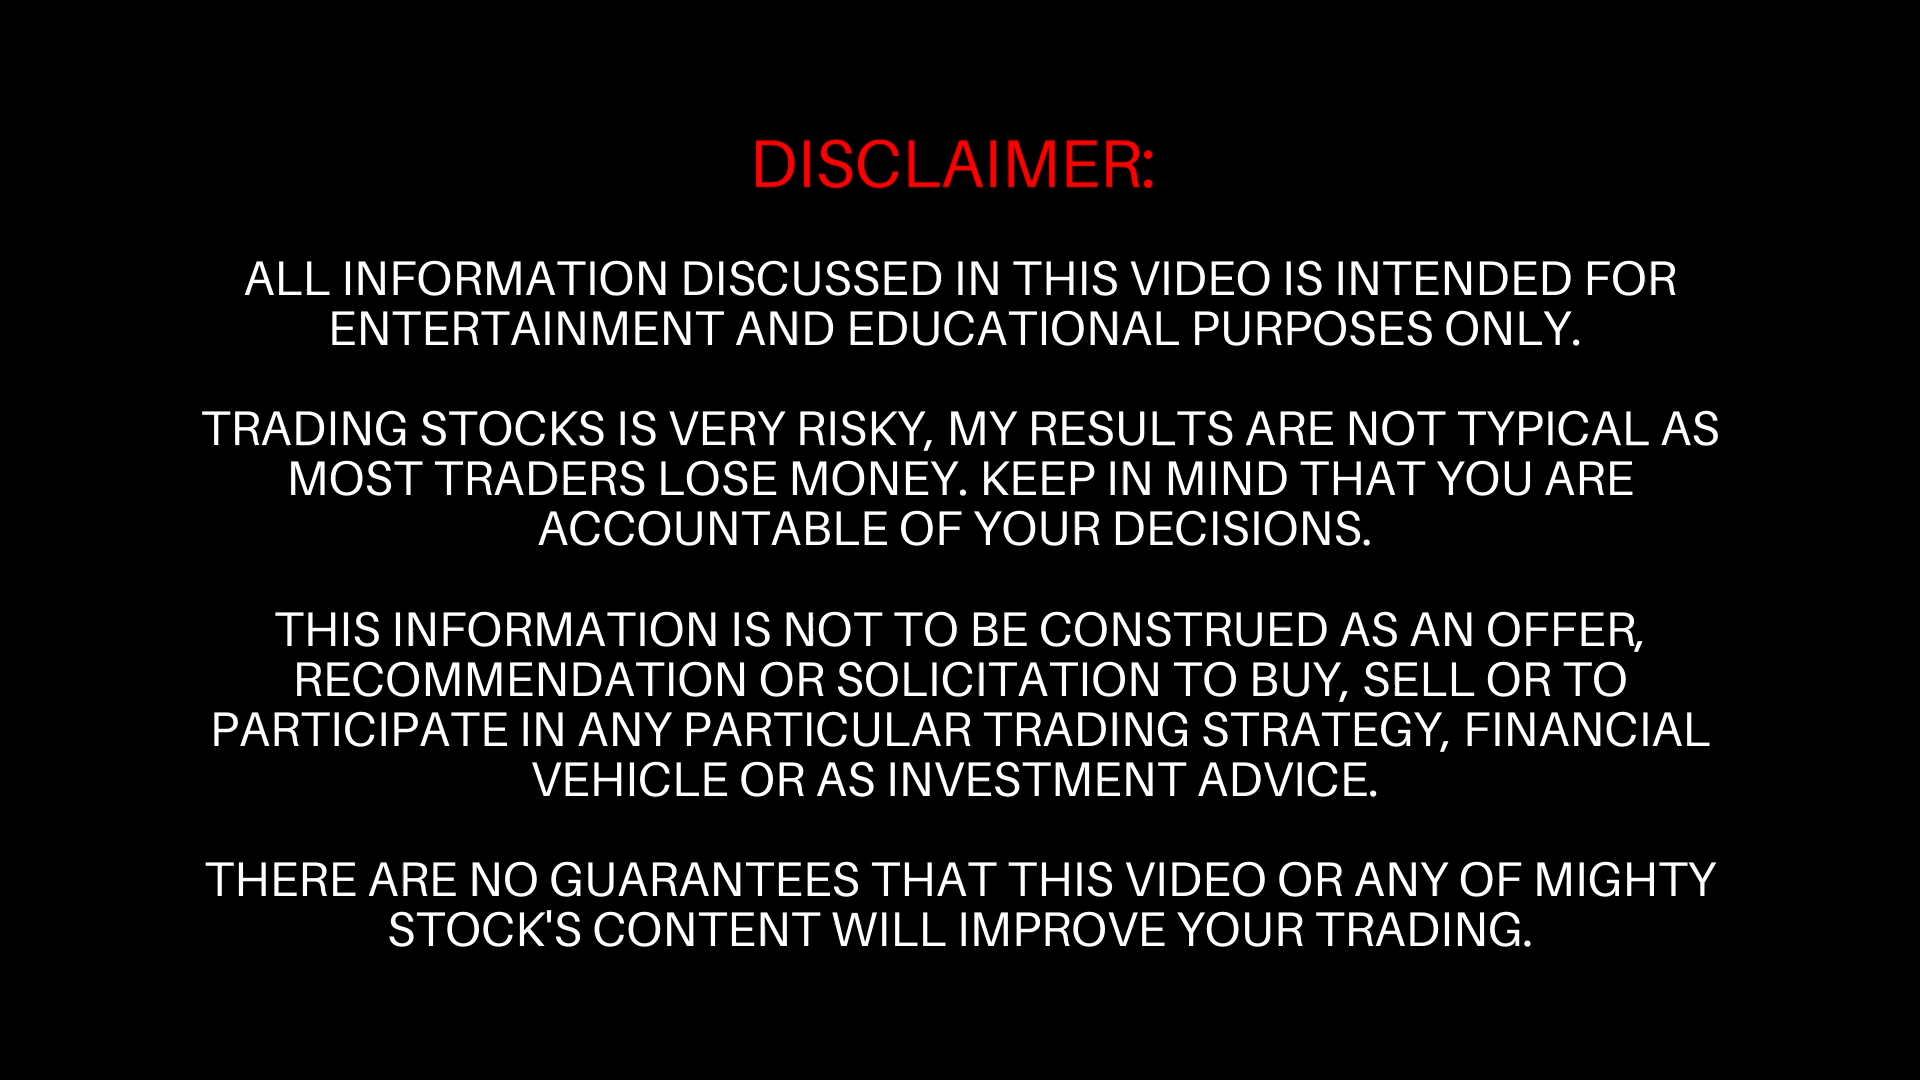 DISCLAIMER:
ALL INFORMATION DISCUSSED IN THIS VIDEO IS INTENDED FOR
ENTERTAINMENT AND EDUCATIONAL PURPOSES ONLY.
TRADING STOCKS IS VERY RISKY, MY RESULTS ARE NOT TYPICAL AS
MOST TRADERS LOSE MONEY. KEEP IN MIND THAT YOU ARE
ACCOUNTABLE OF YOUR DECISIONS.
THIS INFORMATION IS NOT TO BE CONSTRUED AS AN OFFER,
RECOMMENDATION OR SOLICITATION TO BUY, SELL OR TO
PARTICIPATE IN ANY PARTICULAR TRADING STRATEGY, FINANCIAL
VEHICLE OR AS INVESTMENT ADVICE.
THERE ARE NO GUARANTEES THAT THIS VIDEO OR ANY OF MIGHTY
STOCK'S CONTENT WILL IMPROVE YOUR TRADING.